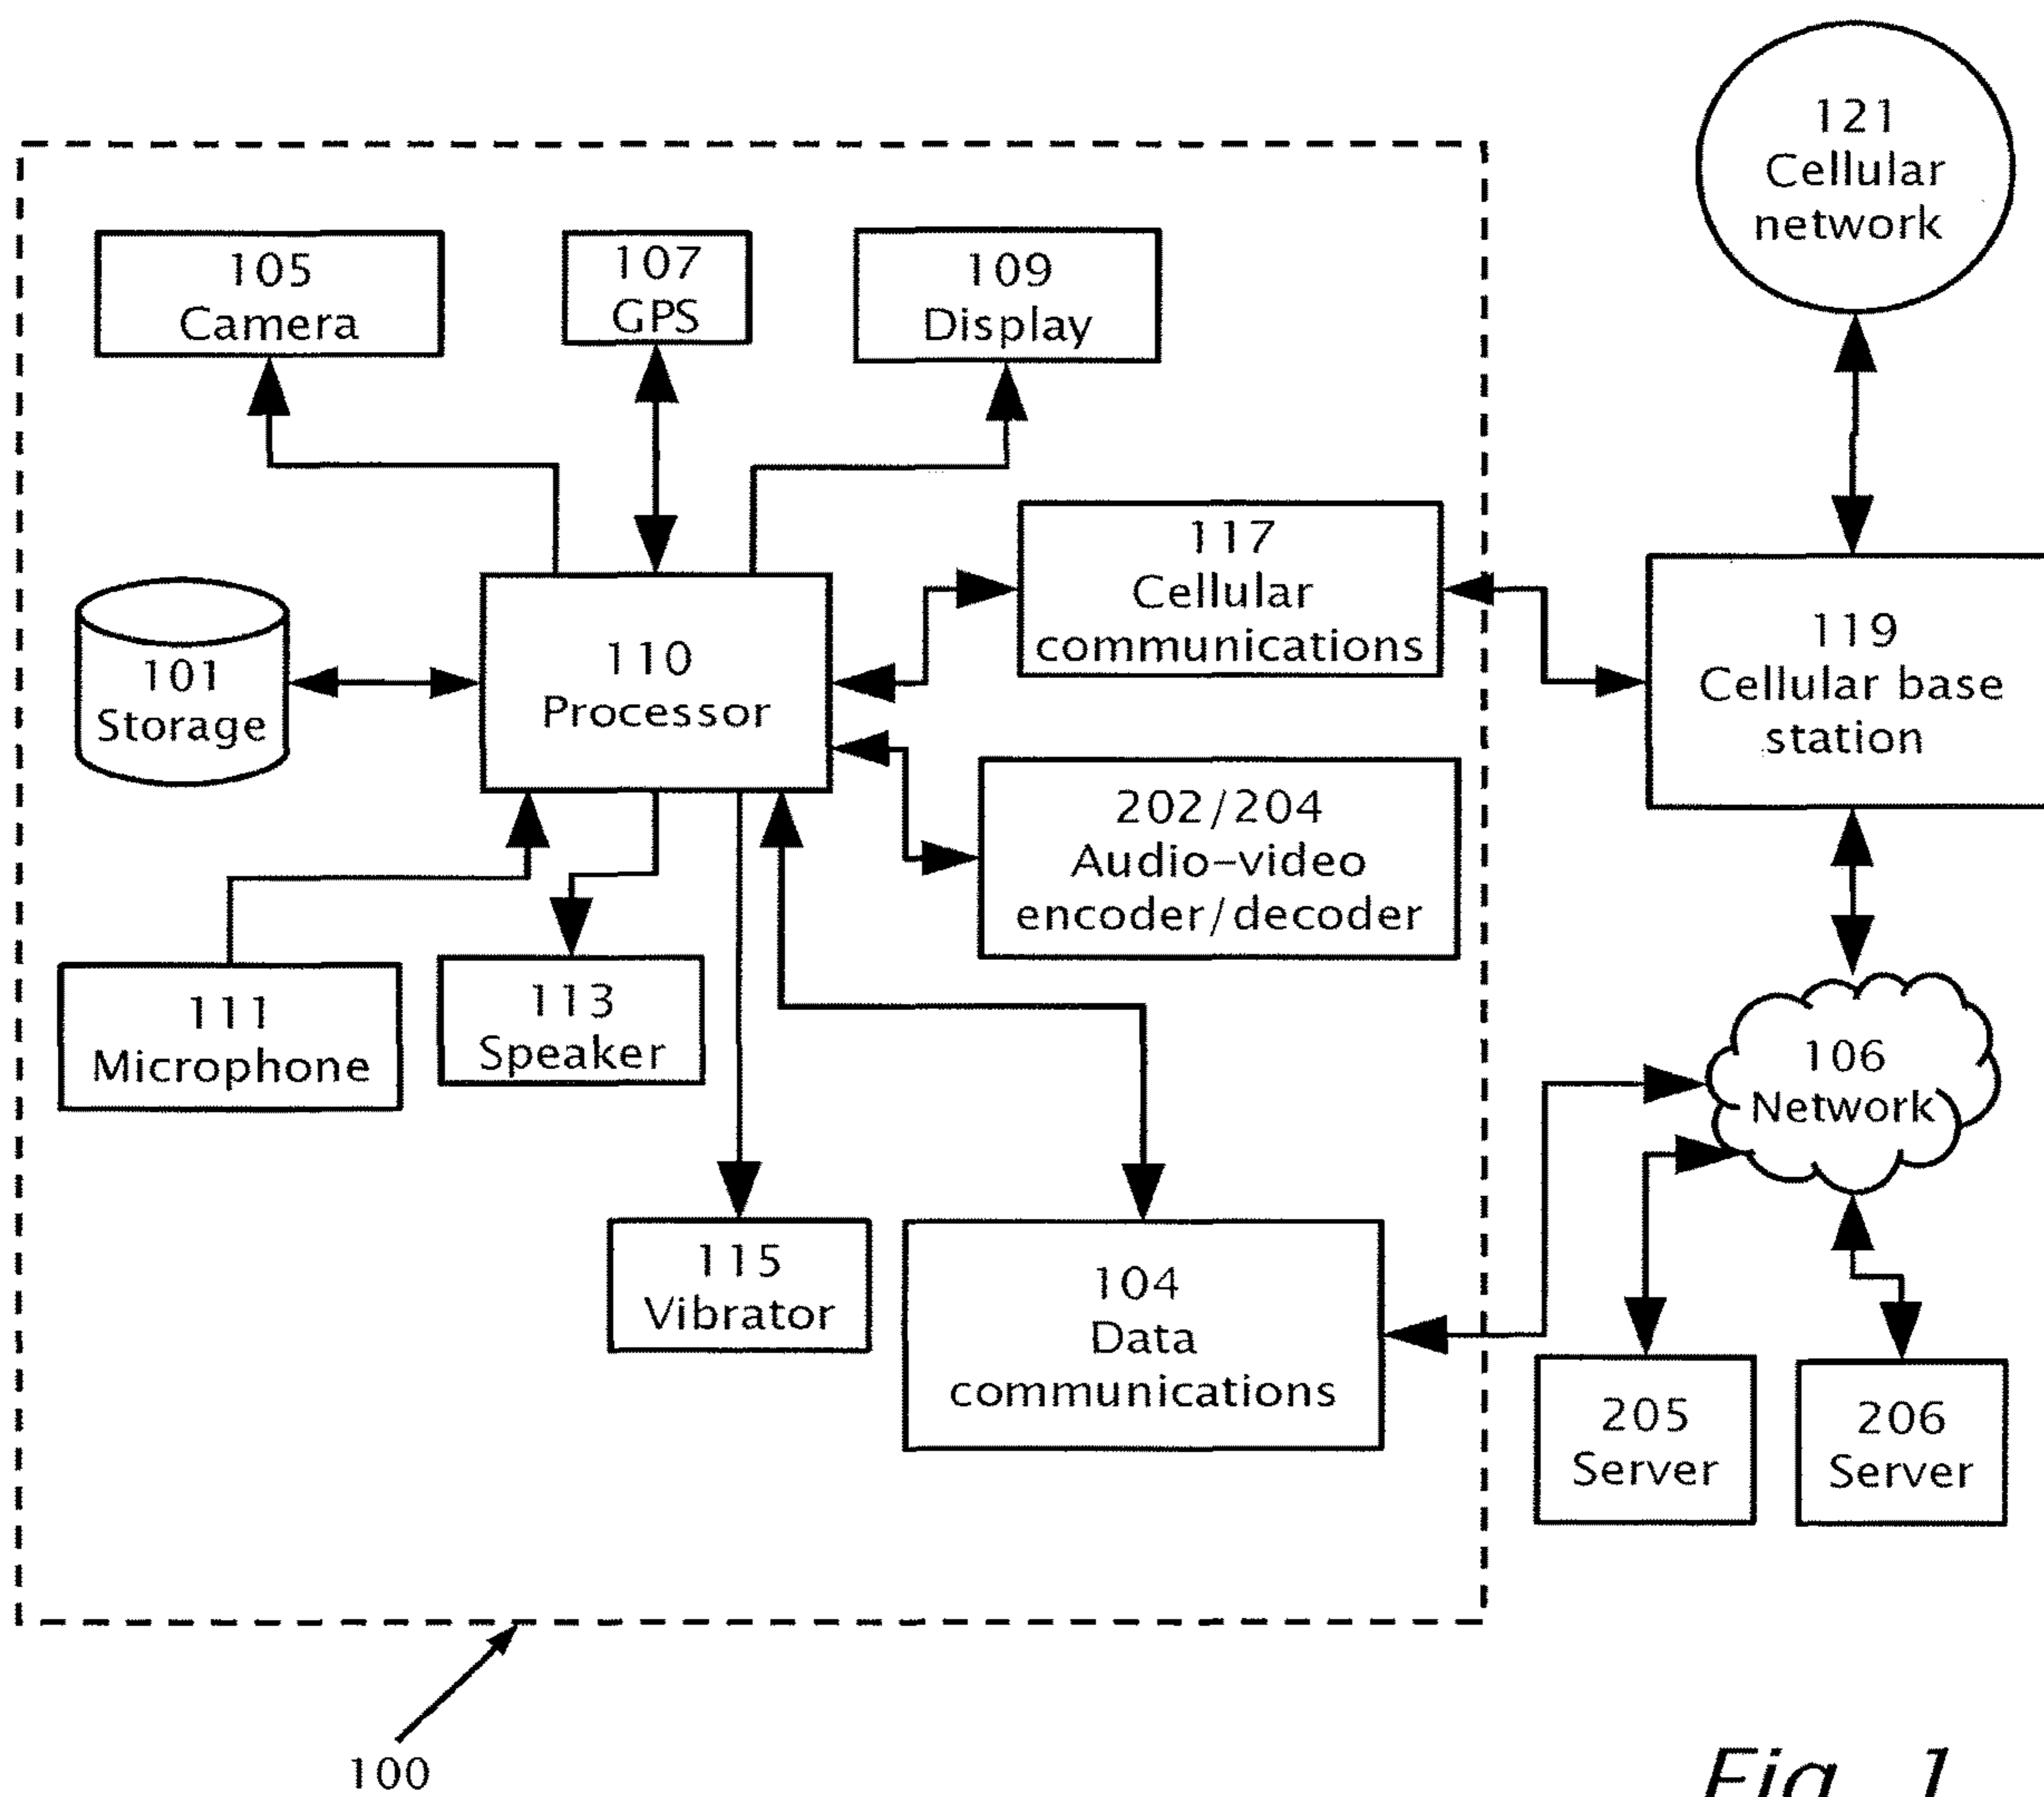 121
Cellular
network
105
Camera
107
GPS
109
Display
117
Cellular
communications
101
Storage
110
Processor
119
Cellular base
station
202/204
Audio-video
encoder/decoder
111
Microphone
113
Speaker
106
Network
115
Vibrator
104
Data
communications
205
Server
206
Server
100
Fig. 1